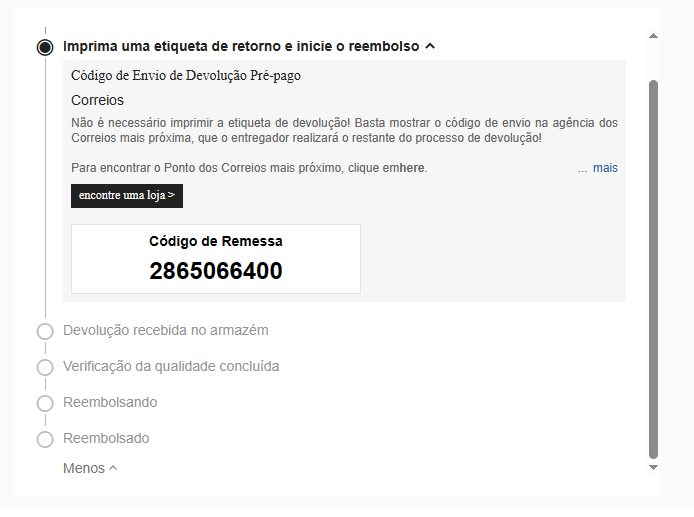 Imprima uma etiqueta de retorno e inicie o reembolso
Código de Envio de Devolução Pré-pago
Correios
Não é necessário imprimir a etiqueta de devolução! Basta mostrar o código de envio na agência dos
Correios mais próxima, que o entregador realizará o restante do processo de devolução!
Para encontrar o Ponto dos Correios mais próximo, clique emhere. ... mais
encontre uma loja >
Código de Remessa
2865066400
Devolução recebida no armazém
Verificação da qualidade concluída
Reembolsando
Reembolsado
Menos